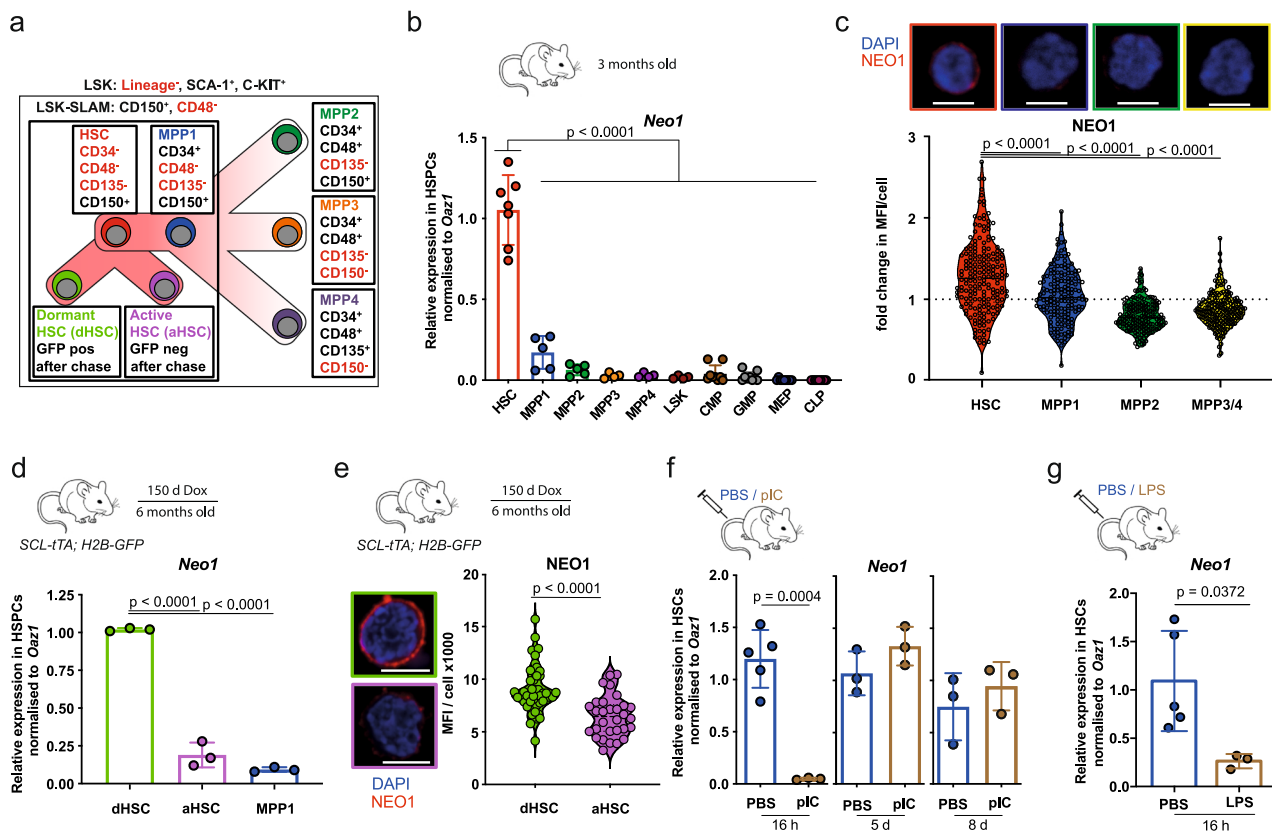 a
LSK: Lineage⁻, SCA-1⁺, C-KIT⁺
LSK-SLAM: CD150⁺, CD48⁻
HSC
CD34⁻
CD48⁻
CD135⁻
CD150⁺
MPP1
CD34⁺
CD48⁻
CD135⁻
CD150⁺
MPP2
CD34⁺
CD48⁺
CD135⁻
CD150⁺
MPP3
CD34⁺
CD48⁺
CD135⁻
CD150⁻
MPP4
CD34⁺
CD48⁺
CD135⁺
CD150⁻
Dormant
HSC (dHSC)
GFP pos
after chase
Active
HSC (aHSC)
GFP neg
after chase
b
3 months old
Neo1
p < 0.0001
Relative expression in HSPCs
normalised to Oaz1
1.5
1.0
0.5
0.0
HSC
MPP1
MPP2
MPP3
MPP4
LSK
CMP
GMP
MEP
CLP
c
DAPI
NEO1
NEO1
p < 0.0001
p < 0.0001
p < 0.0001
fold change in MFI/cell
3
2
1
0
HSC
MPP1
MPP2
MPP3/4
d
150 d Dox
6 months old
SCL-tTA; H2B-GFP
Neo1
p < 0.0001
p < 0.0001
Relative expression in HSPCs
normalised to Oaz1
1.00
0.75
0.50
0.25
0.00
dHSC
aHSC
MPP1
e
150 d Dox
6 months old
SCL-tTA; H2B-GFP
NEO1
p < 0.0001
MFI / cell x1000
20
15
10
5
0
dHSC
aHSC
DAPI
NEO1
f
PBS / pIC
Neo1
p = 0.0004
Relative expression in HSCs
normalised to Oaz1
2.0
1.5
1.0
0.5
0.0
PBS
pIC
16 h
PBS
pIC
5 d
PBS
pIC
8 d
g
PBS / LPS
Neo1
p = 0.0372
Relative expression in HSCs
normalised to Oaz1
2.0
1.5
1.0
0.5
0.0
PBS
LPS
16 h